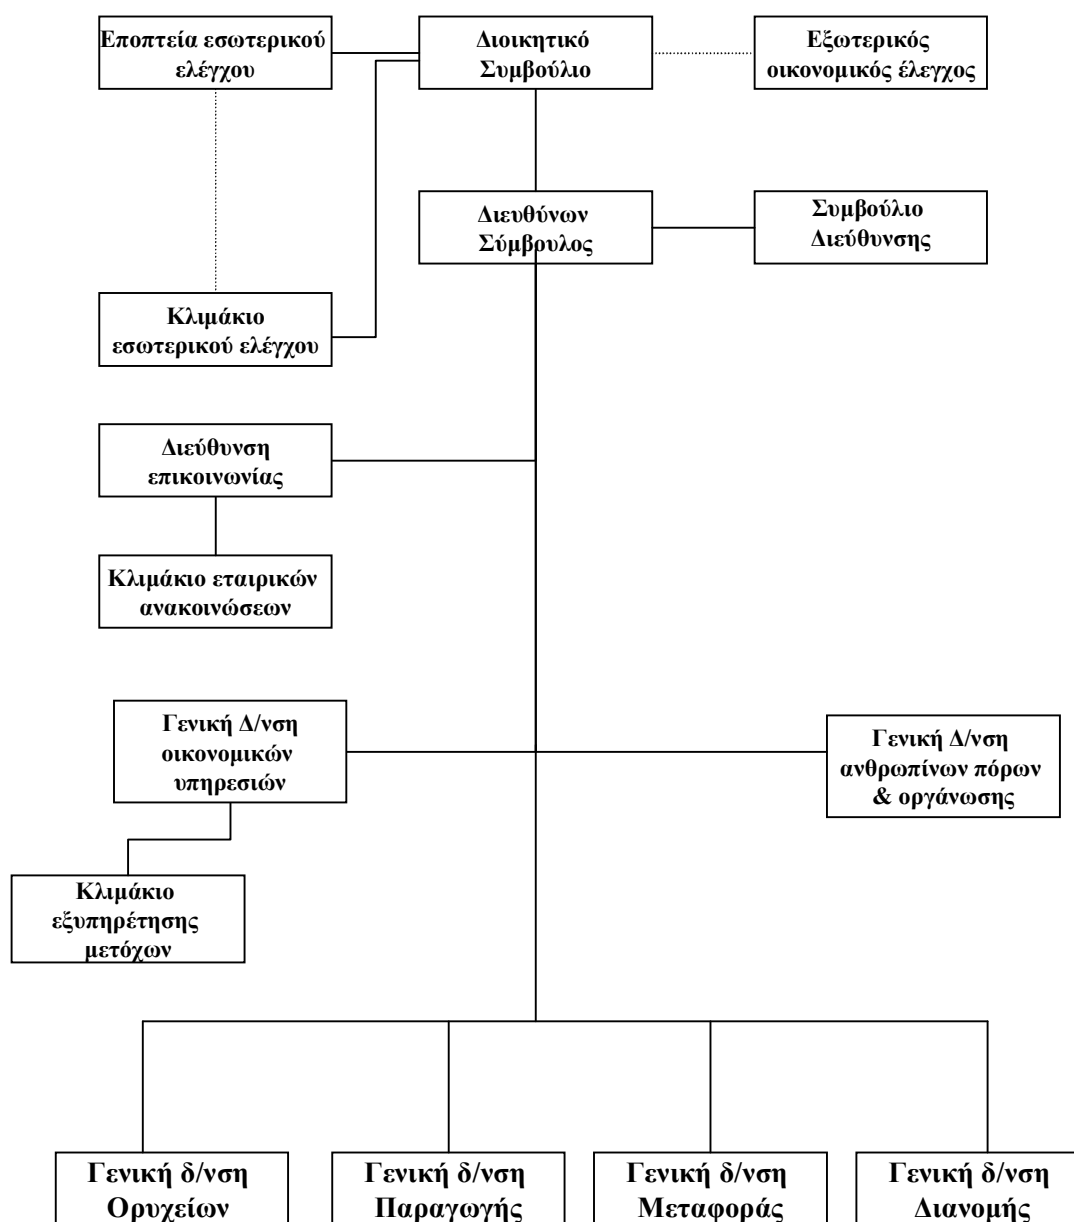 Εποπτεία εσωτερικού
ελέγχου
Διοικητικό
Συμβούλιο
Εξωτερικός
οικονομικός έλεγχος
Διευθύνων
Σύμβουλος
Συμβούλιο
Διεύθυνσης
Κλιμάκιο
εσωτερικού ελέγχου
Διεύθυνση
επικοινωνίας
Κλιμάκιο εταιρικών
ανακοινώσεων
Γενική Δ/νση
οικονομικών
υπηρεσιών
Γενική Δ/νση
ανθρωπίνων πόρων
& οργάνωσης
Κλιμάκιο
εξυπηρέτησης
μετόχων
Γενική δ/νση
Ορυχείων
Γενική δ/νση
Παραγωγής
Γενική δ/νση
Μεταφοράς
Γενική δ/νση
Διανομής